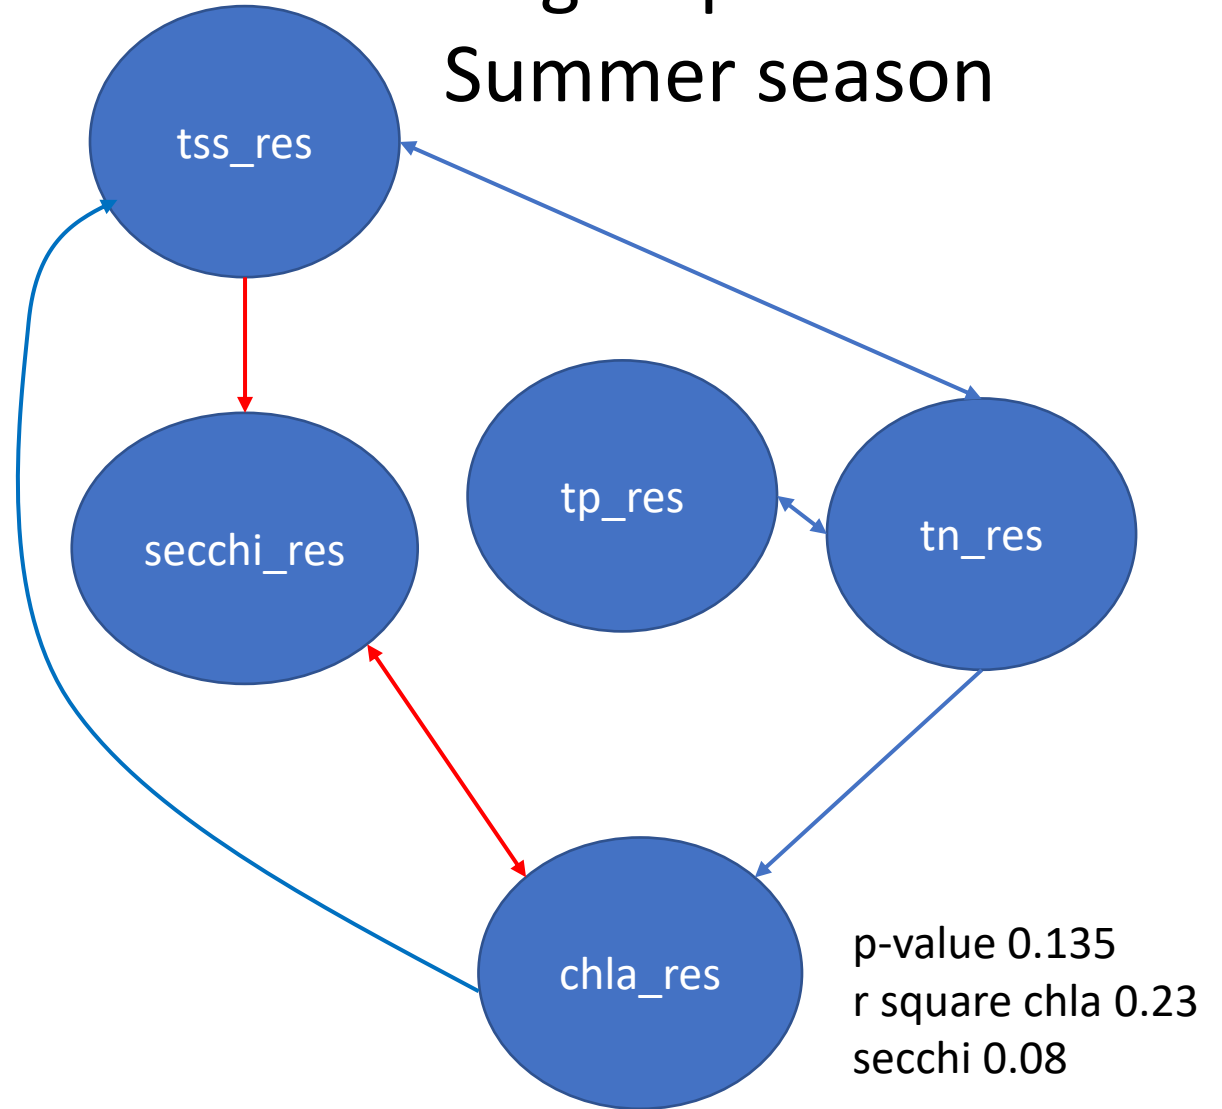 Summer season
tss_res
tp_res
tn_res
secchi_res
chla_res
p-value 0.135
r square chla 0.23
secchi 0.08